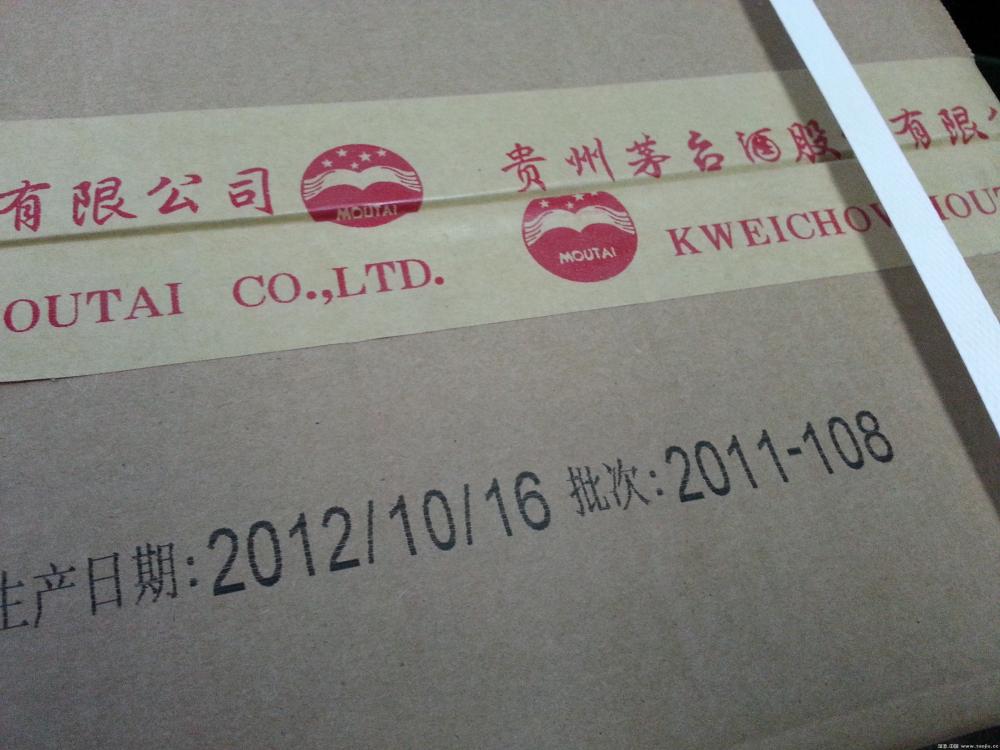 有限公司 MOUTAI 贵州茅台酒股 有限
OUTAI CO.,LTD. MOUTAI KWEICHOW MOUT
生产日期:2012/10/16 批次:2011-108